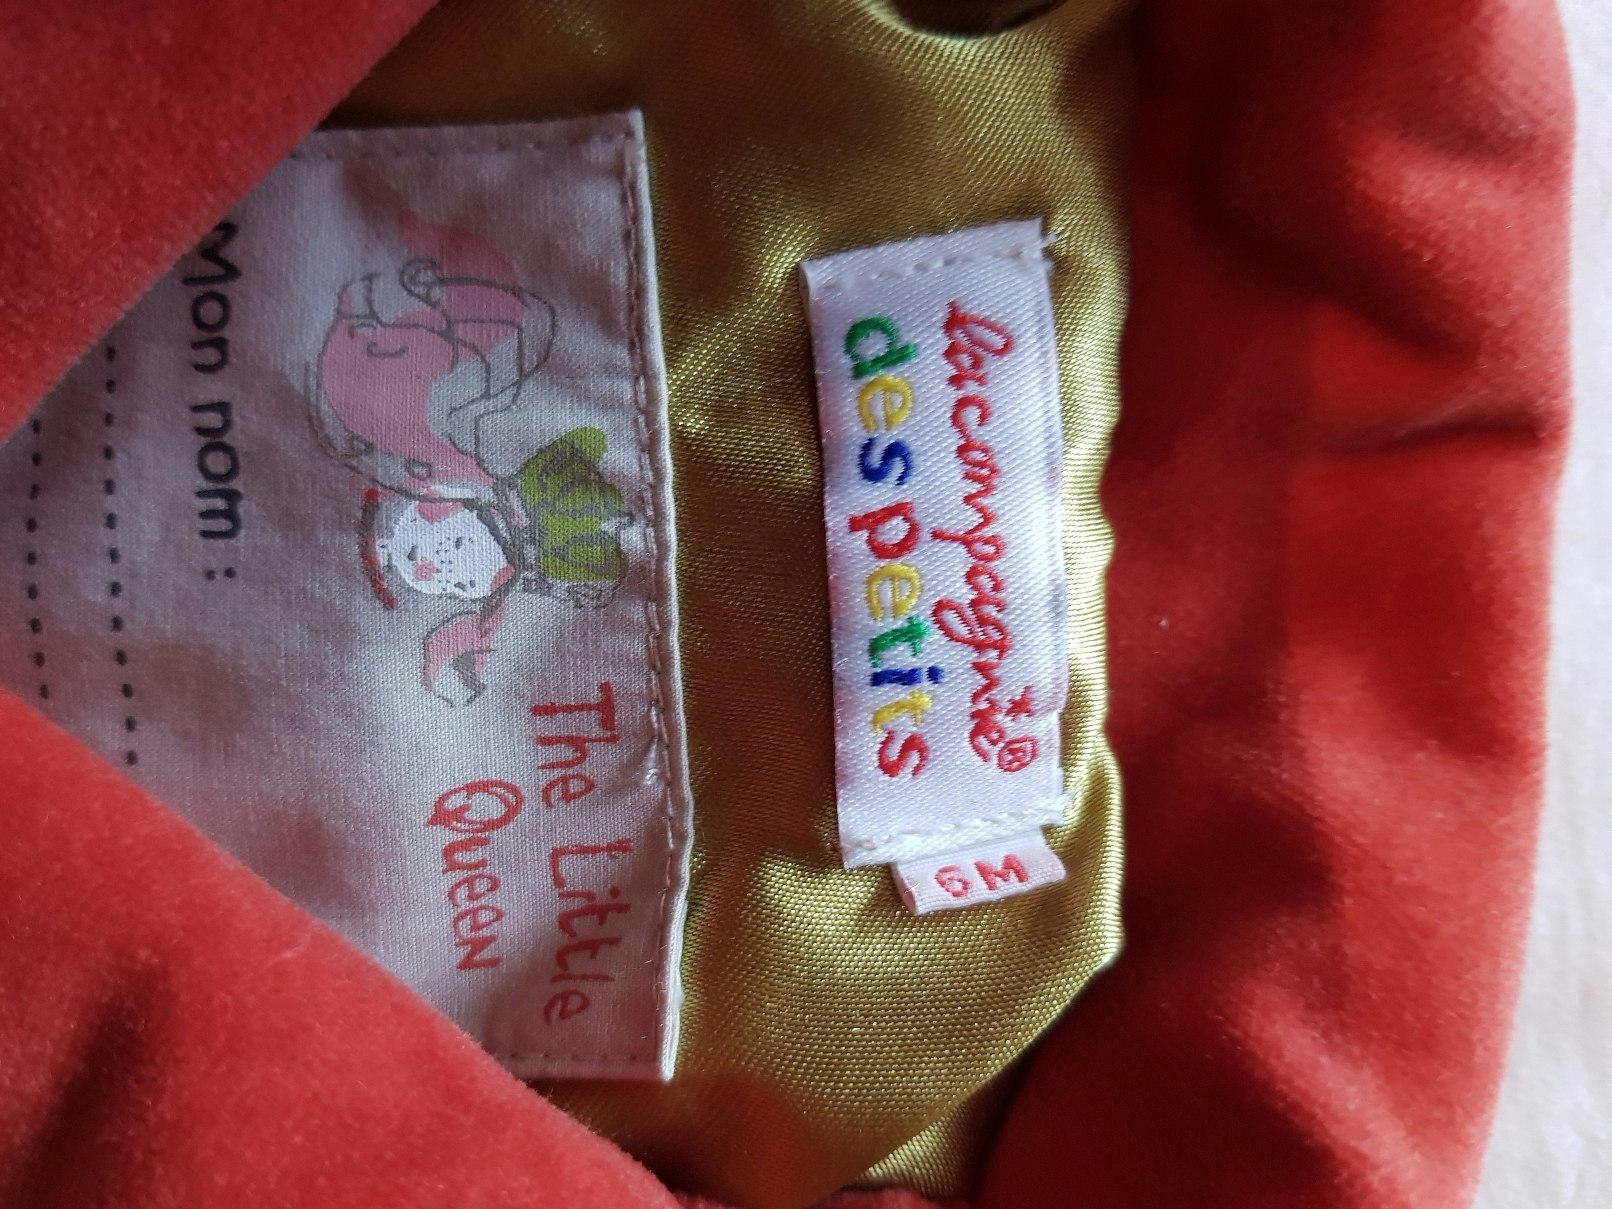 La compagnie®
des petits
6M
The Little
Queen
Mon nom :